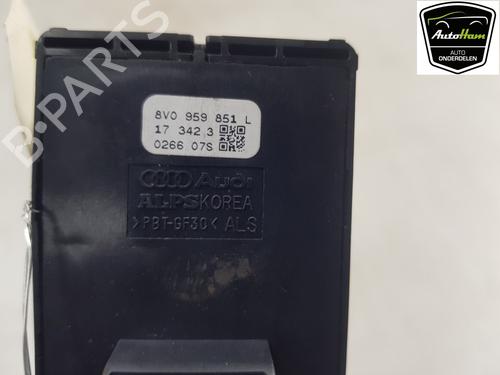 AutoHam
AUTO
ONDERDELEN
B-PARTS
8V0 959 851 L
17 342 3
0266 07S
Audi
ALPS KOREA
>PBT-GF30< ALS